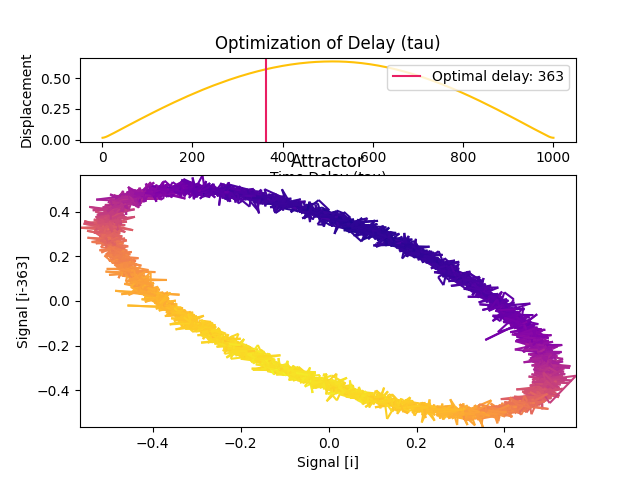 Optimization of Delay (tau)
Displacement
0.50
0.25
0.00
Optimal delay: 363
0 200 400 600 800 1000
Time Delay (tau)
Attractor
Signal [i-363]
0.4
0.2
0.0
−0.2
−0.4
−0.4 −0.2 0.0 0.2 0.4
Signal [i]